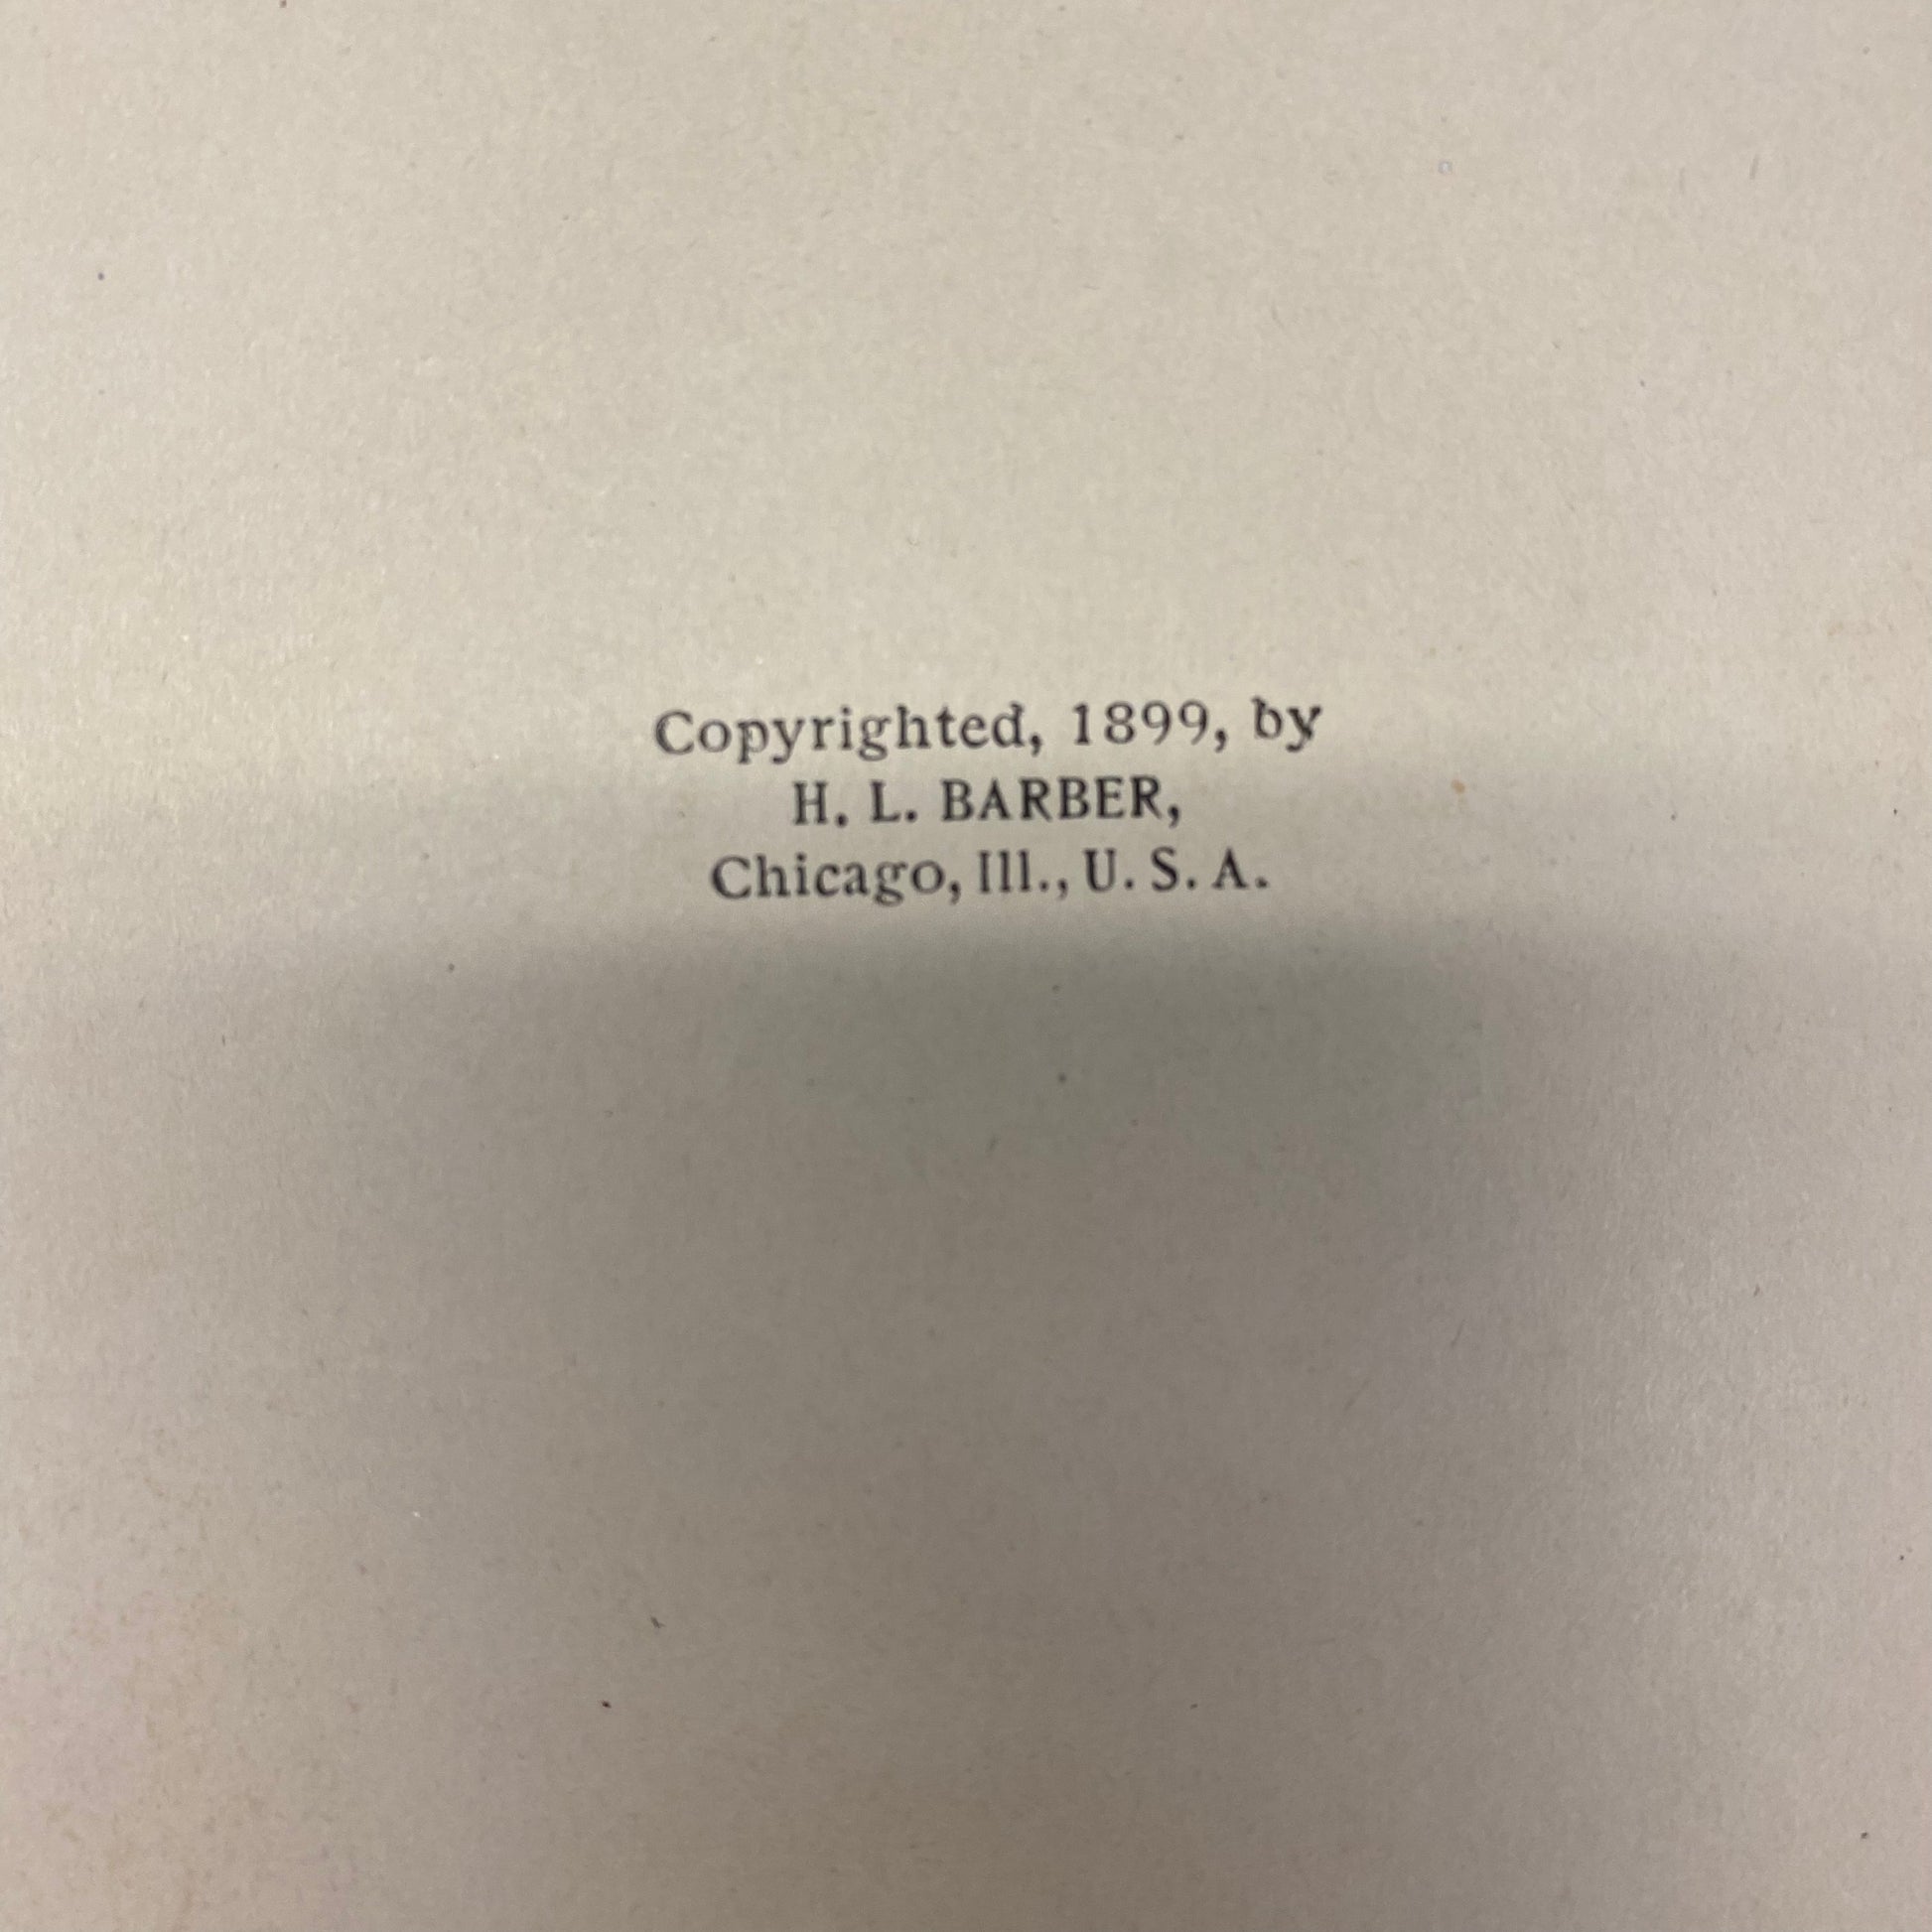 Copyrighted, 1899, by
H. L. BARBER,
Chicago, Ill., U. S. A.